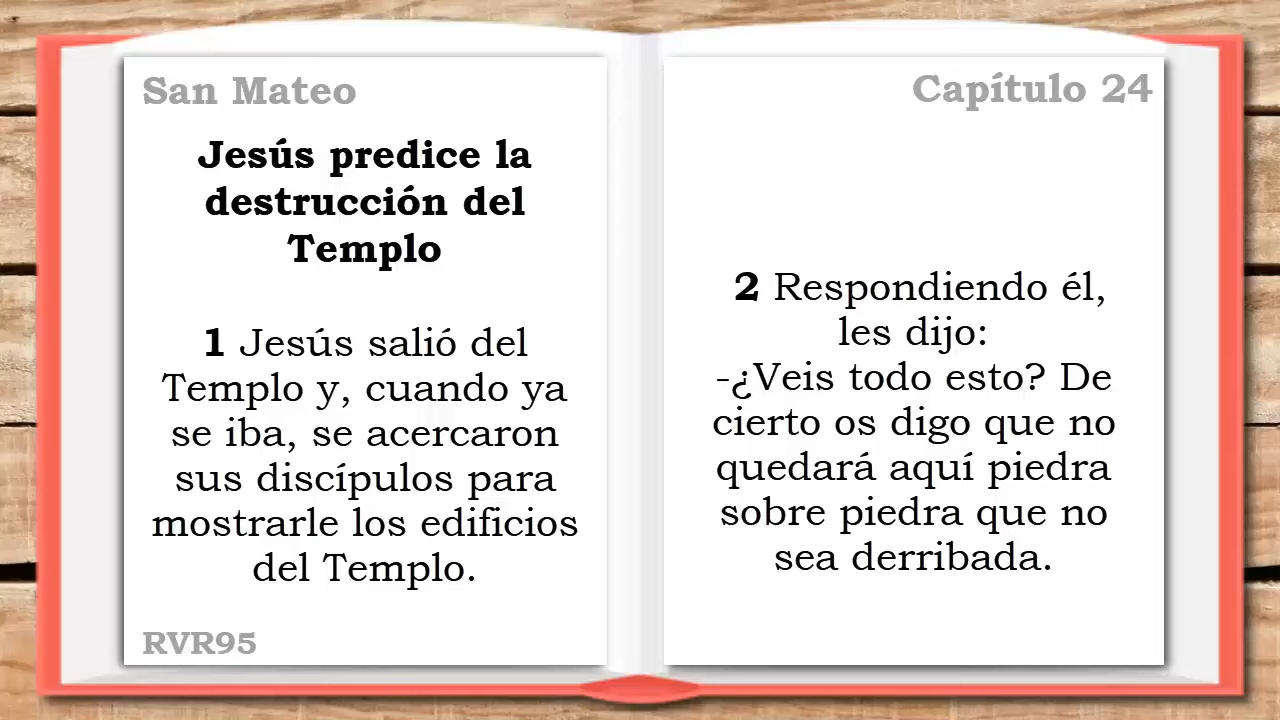 San Mateo
Jesús predice la
destrucción del
Templo
1 Jesús salió del
Templo y, cuando ya
se iba, se acercaron
sus discípulos para
mostrarle los edificios
del Templo.
RVR95
Capítulo 24
2 Respondiendo él,
les dijo:
-¿Veis todo esto? De
cierto os digo que no
quedará aquí piedra
sobre piedra que no
sea derribada.